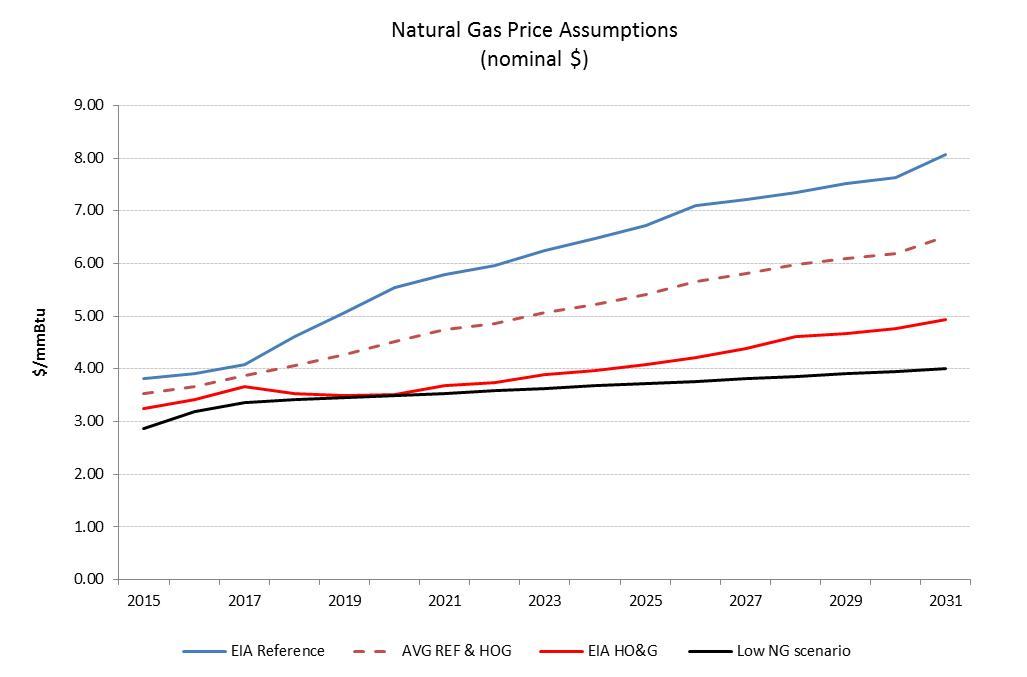 Natural Gas Price Assumptions
(nominal $)
9.00
8.00
7.00
6.00
5.00
4.00
3.00
2.00
1.00
0.00
$/mmBtu
2015 2017 2019 2021 2023 2025 2027 2029 2031
EIA Reference AVG REF & HOG EIA HO&G Low NG scenario